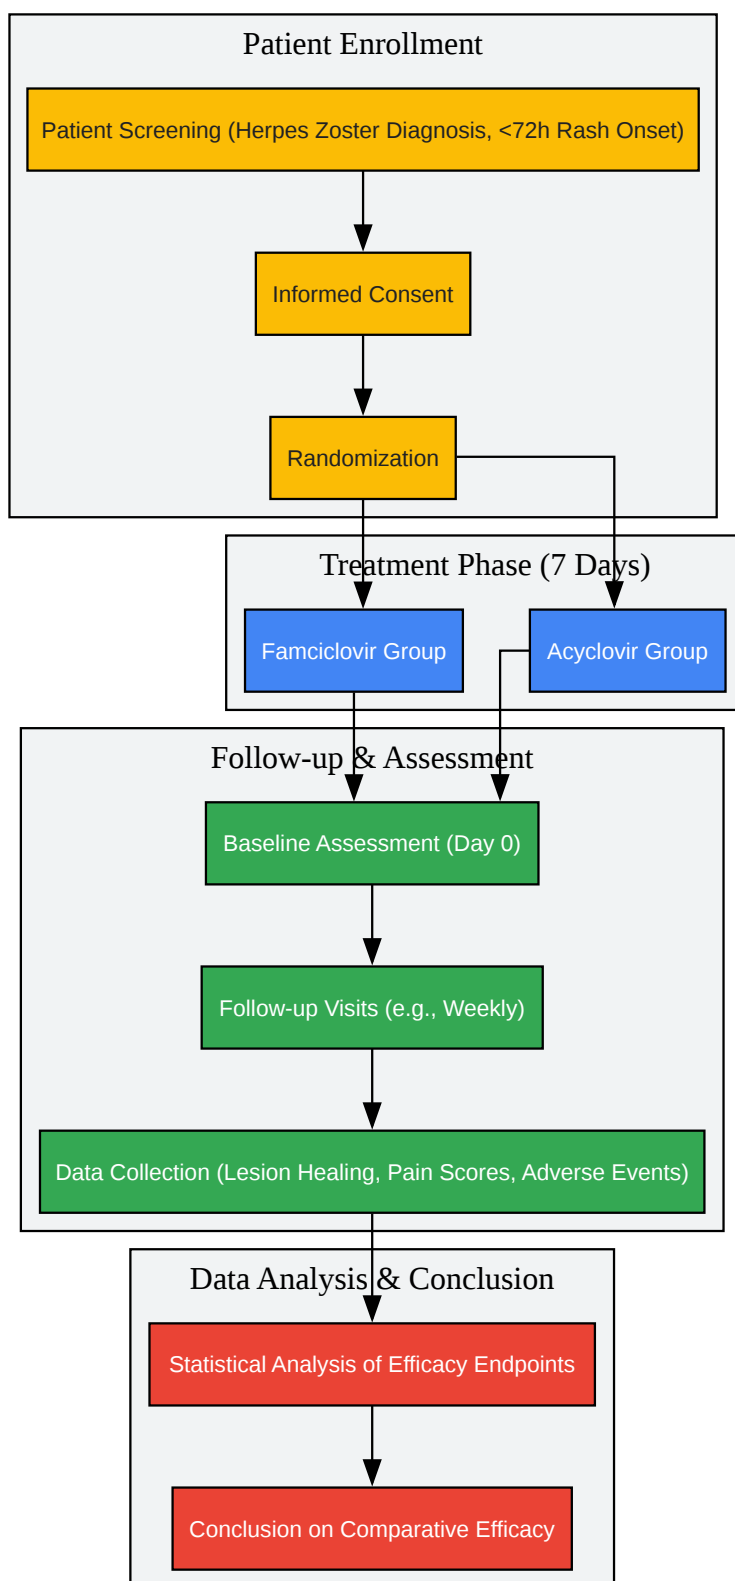 Patient Enrollment
Patient Screening (Herpes Zoster Diagnosis, <72h Rash Onset)
Informed Consent
Randomization
Treatment Phase (7 Days)
Famciclovir Group
Acyclovir Group
Follow-up & Assessment
Baseline Assessment (Day 0)
Follow-up Visits (e.g., Weekly)
Data Collection (Lesion Healing, Pain Scores, Adverse Events)
Data Analysis & Conclusion
Statistical Analysis of Efficacy Endpoints
Conclusion on Comparative Efficacy